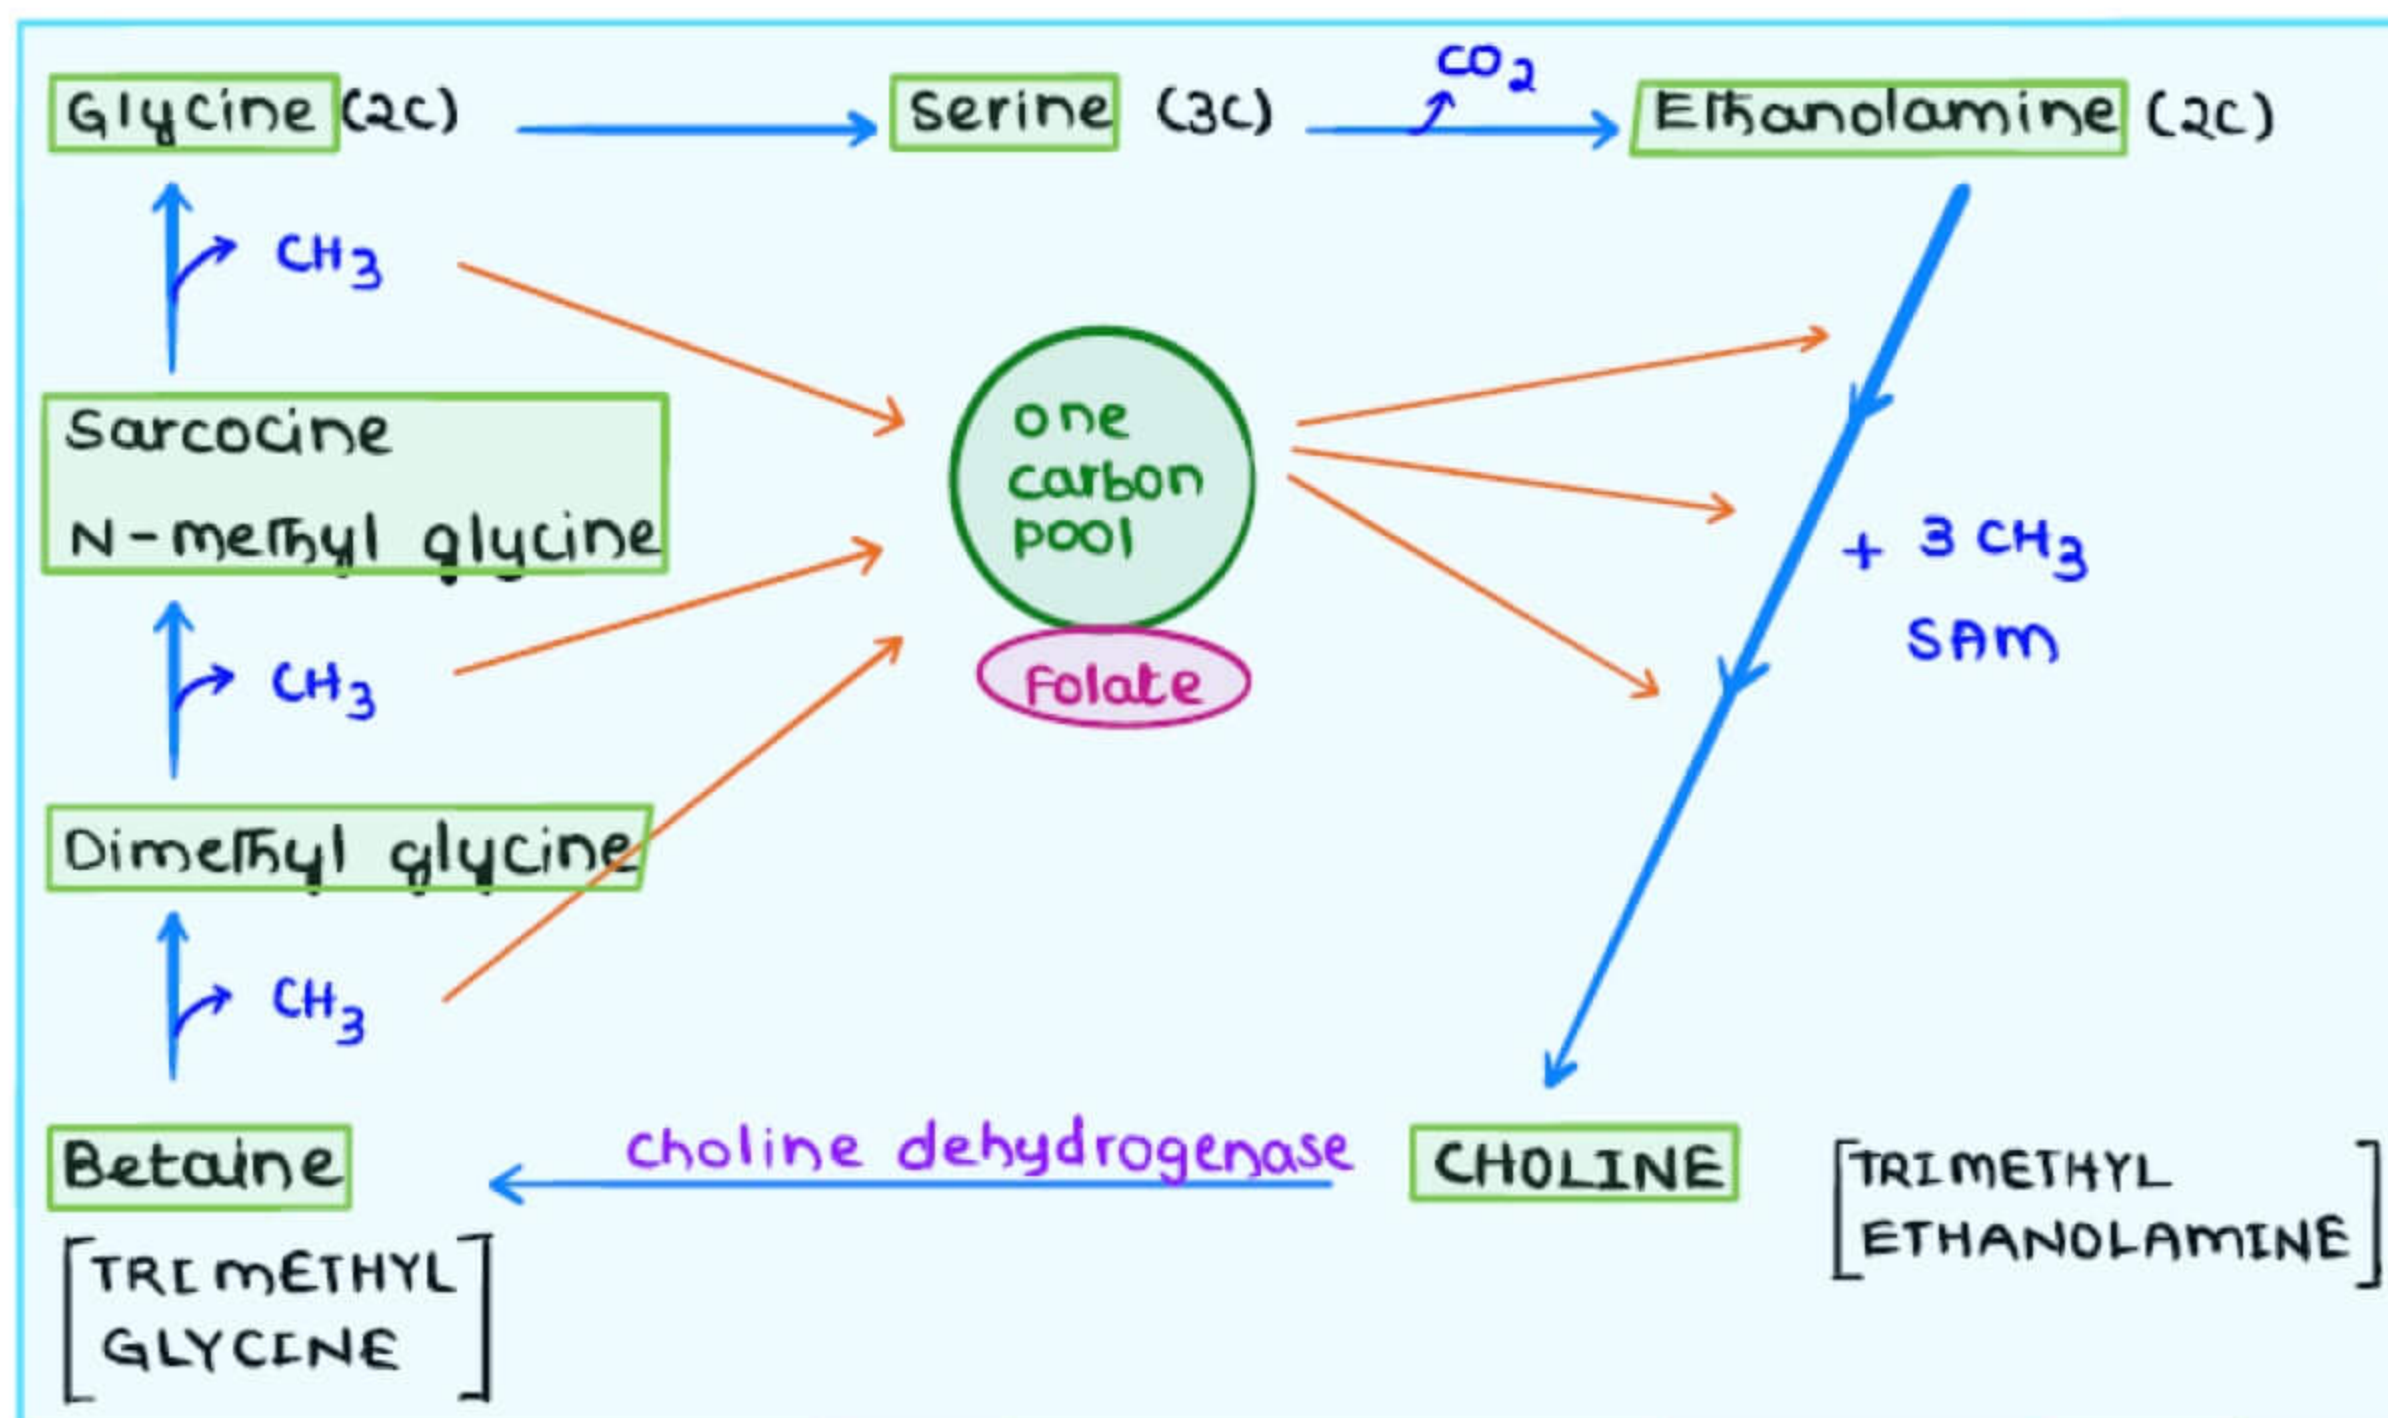 Glycine (2C)
Serine (3C)
CO2
Ethanolamine (2C)
CH3
Sarcocine
N-methyl glycine
one
carbon
pool
Folate
+ 3 CH3
SAM
CH3
Dimethyl glycine
CH3
Betaine
[TRIMETHYL
GLYCINE]
Choline dehydrogenase
CHOLINE
[TRIMETHYL
ETHANOLAMINE]